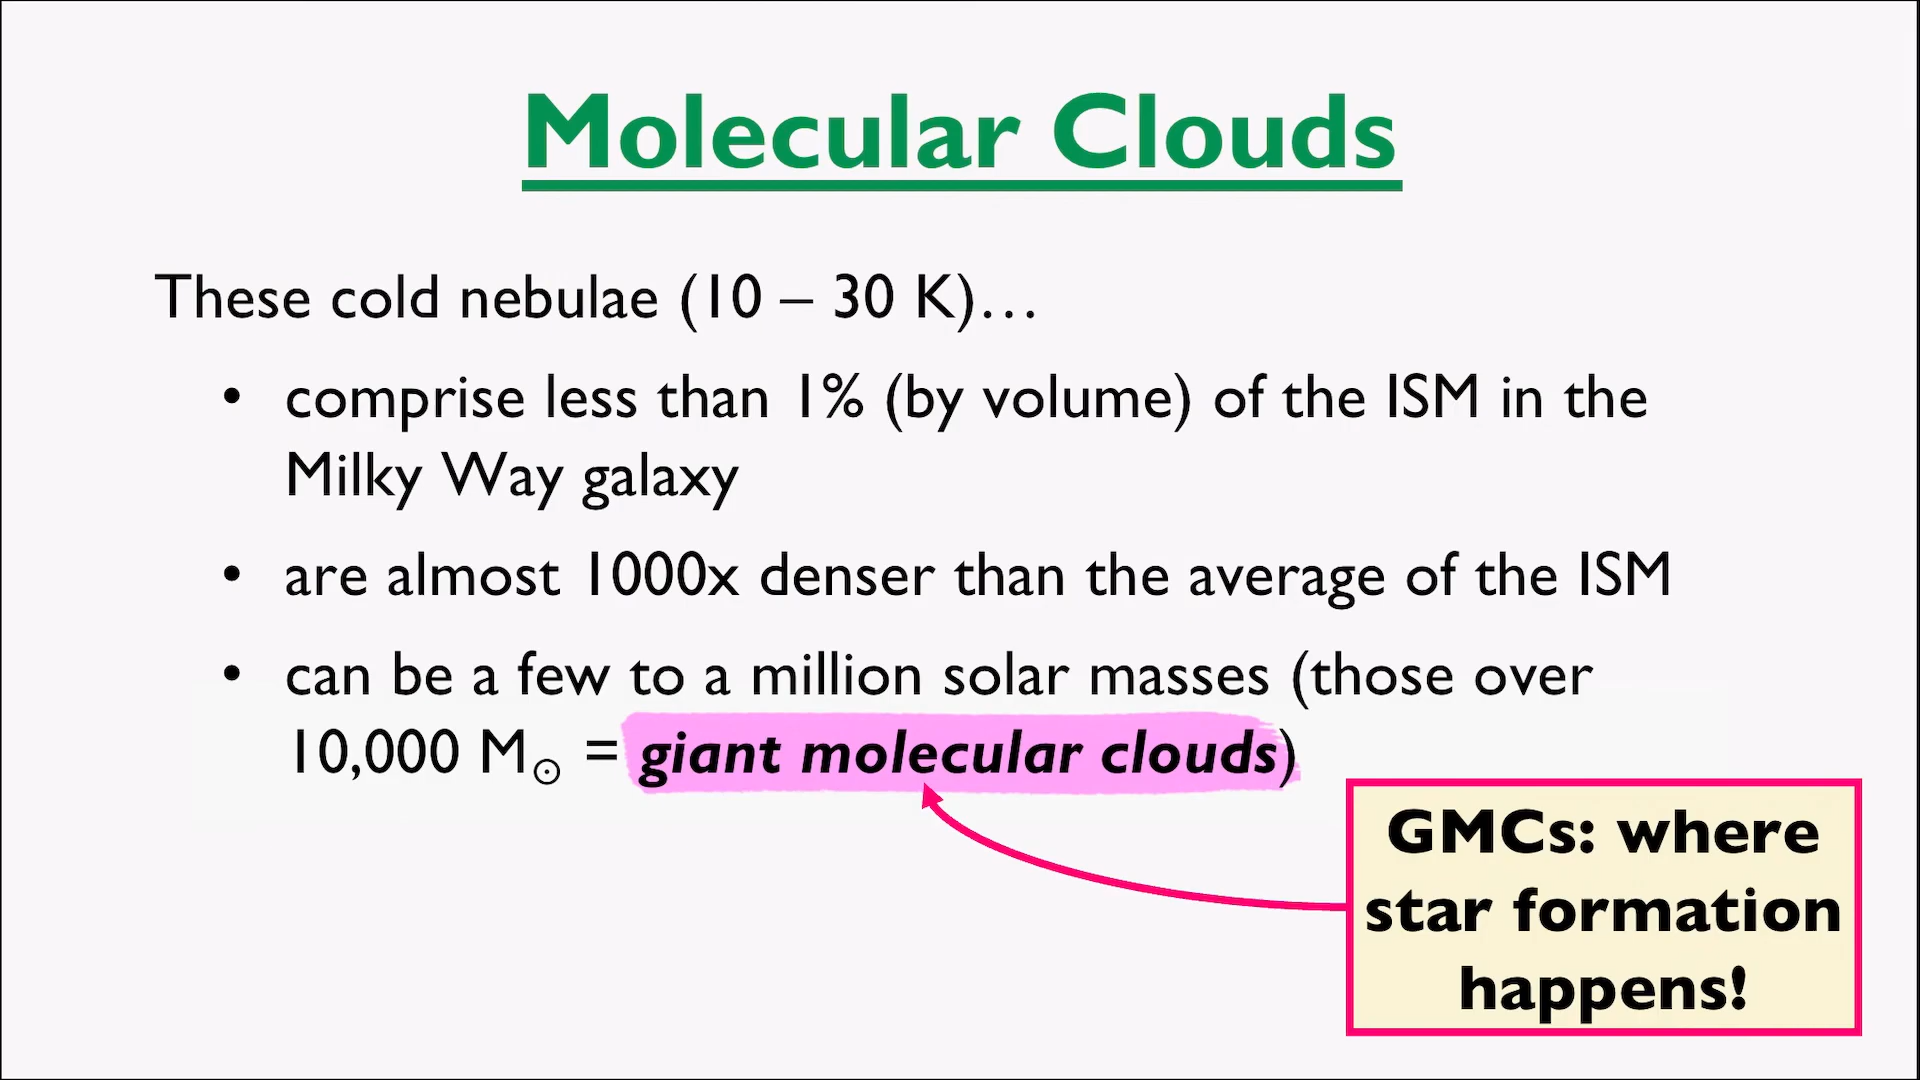 Molecular Clouds
These cold nebulae (10 – 30 K)…
• comprise less than 1% (by volume) of the ISM in the
Milky Way galaxy
• are almost 1000x denser than the average of the ISM
• can be a few to a million solar masses (those over
10,000 M☉ = giant molecular clouds)
GMCs: where
star formation
happens!